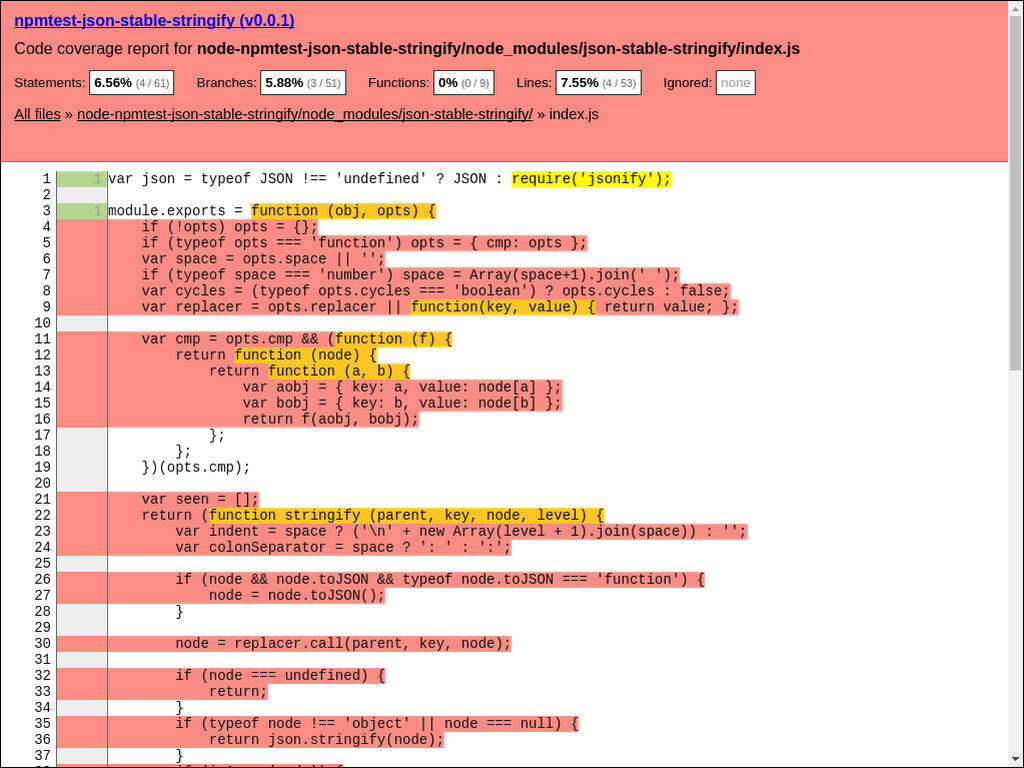 npmtest-json-stable-stringify (v0.0.1)
Code coverage report for node-npmtest-json-stable-stringify/node_modules/json-stable-stringify/index.js
Statements: 6.56% (4 / 61) Branches: 5.88% (3 / 51) Functions: 0% (0 / 9) Lines: 7.55% (4 / 53) Ignored: none
All files » node-npmtest-json-stable-stringify/node_modules/json-stable-stringify/ » index.js
1 1 var json = typeof JSON !== 'undefined' ? JSON : require('jsonify');
2
3 1 module.exports = function (obj, opts) {
4     if (!opts) opts = {};
5     if (typeof opts === 'function') opts = { cmp: opts };
6     var space = opts.space || '';
7     if (typeof space === 'number') space = Array(space+1).join(' ');
8     var cycles = (typeof opts.cycles === 'boolean') ? opts.cycles : false;
9     var replacer = opts.replacer || function(key, value) { return value; };
10
11     var cmp = opts.cmp && (function (f) {
12         return function (node) {
13             return function (a, b) {
14                 var aobj = { key: a, value: node[a] };
15                 var bobj = { key: b, value: node[b] };
16                 return f(aobj, bobj);
17             };
18         };
19     })(opts.cmp);
20
21     var seen = [];
22     return (function stringify (parent, key, node, level) {
23         var indent = space ? ('\n' + new Array(level + 1).join(space)) : '';
24         var colonSeparator = space ? ': ' : ':';
25
26         if (node && node.toJSON && typeof node.toJSON === 'function') {
27             node = node.toJSON();
28         }
29
30         node = replacer.call(parent, key, node);
31
32         if (node === undefined) {
33             return;
34         }
35         if (typeof node !== 'object' || node === null) {
36             return json.stringify(node);
37         }